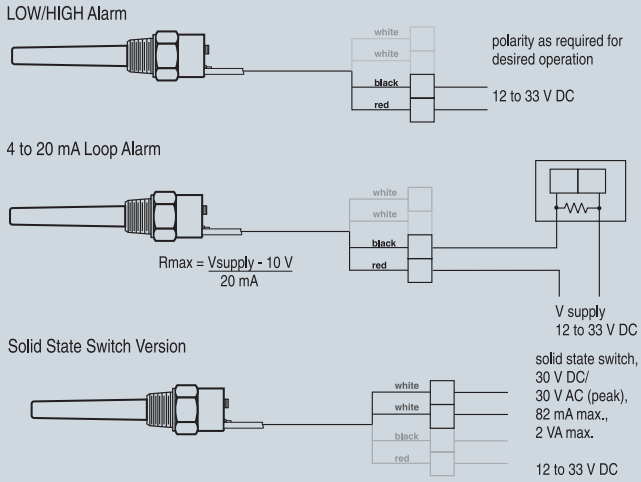 LOW/HIGH Alarm
white
white
black
red
polarity as required for
desired operation
12 to 33 V DC
4 to 20 mA Loop Alarm
white
white
black
red
Rmax = Vsupply - 10 V
20 mA
V supply
12 to 33 V DC
Solid State Switch Version
white
white
black
red
solid state switch,
30 V DC/
30 V AC (peak),
82 mA max.,
2 VA max.
12 to 33 V DC